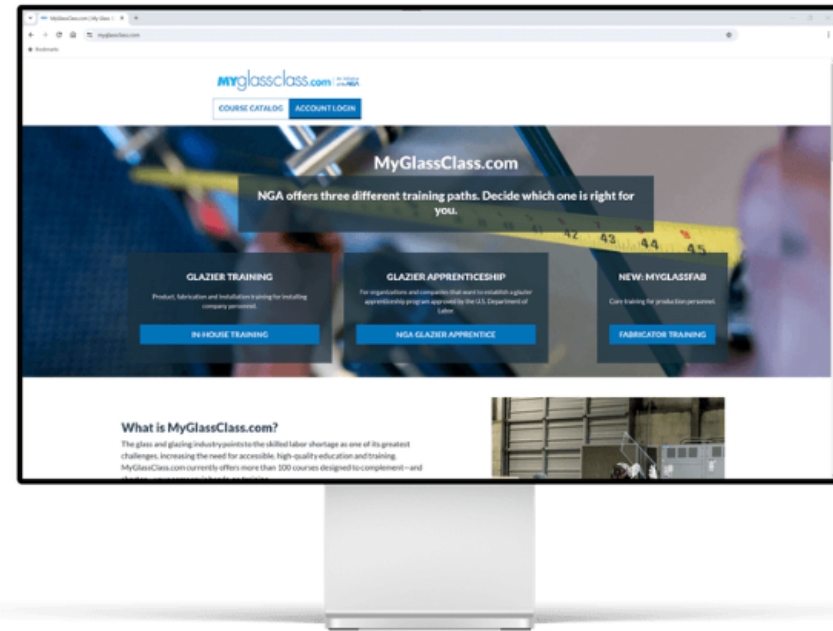 MyGlassClass.com | My Glass
myglassclass.com
Bookmarks
MYglassclass.com
COURSE CATALOG ACCOUNT LOGIN
MyGlassClass.com
NGA offers three different training paths. Decide which one is right for
you.
42 43 44 45
GLAZIER TRAINING
Product, fabrication and installation training for installing
company personnel.
IN-HOUSE TRAINING
GLAZIER APPRENTICESHIP
For organizations and companies that want to establish a glazier
apprenticeship program approved by the U.S. Department of
Labor.
NGA GLAZIER APPRENTICE
NEW: MYGLASSFAB
Core training for production personnel.
FABRICATOR TRAINING
What is MyGlassClass.com?
The glass and glazing industry points to the skilled labor shortage as one of its greatest
challenges, increasing the need for accessible, high-quality education and training.
MyGlassClass.com currently offers more than 100 courses designed to complement—and